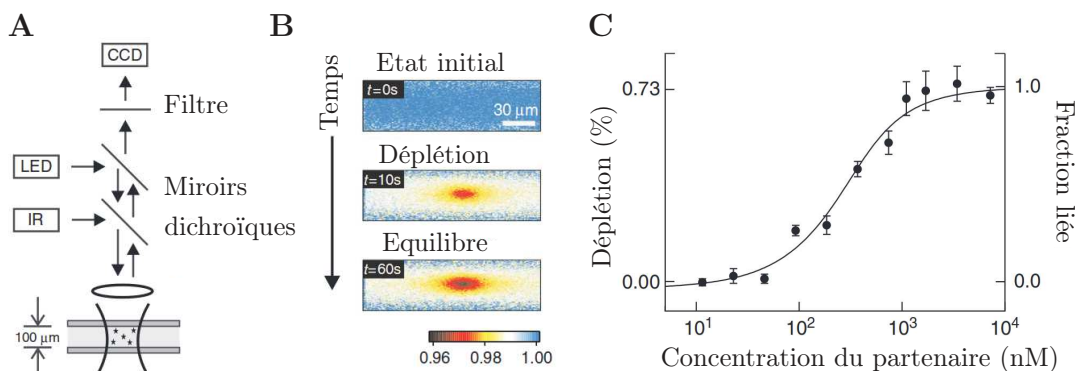 A
CCD
Filtre
LED
Miroirs
IR
dichroïques
100 μm
B
Temps
Etat initial
t=0s
30 μm
Déplétion
t=10s
Equilibre
t=60s
0.96 0.98 1.00
C
Déplétion (%)
0.73
0.00
1.0
0.0
Fraction liée
10¹ 10² 10³ 10⁴
Concentration du partenaire (nM)